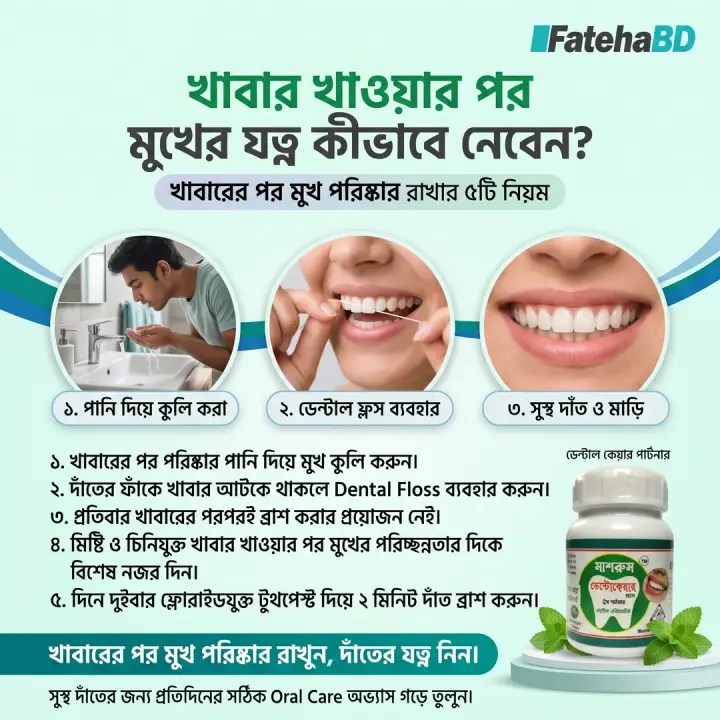 FatehaBD
খাবার খাওয়ার পর
মুখের যত্ন কীভাবে নেবেন?
খাবারের পর মুখ পরিষ্কার রাখার ৫টি নিয়ম
১. পানি দিয়ে কুলি করা
২. ডেন্টাল ফ্লস ব্যবহার
৩. সুস্থ দাঁত ও মাড়ি
১. খাবারের পর পরিষ্কার পানি দিয়ে মুখ কুলি করুন।
২. দাঁতের ফাঁকে খাবার আটকে থাকলে Dental Floss ব্যবহার করুন।
৩. প্রতিবার খাবারের পরপরই ব্রাশ করার প্রয়োজন নেই।
৪. মিষ্টি ও চিনিযুক্ত খাবার খাওয়ার পর মুখের পরিচ্ছন্নতার দিকে
বিশেষ নজর দিন।
৫. দিনে দুইবার ফ্লোরাইডযুক্ত টুথপেস্ট দিয়ে ২ মিনিট দাঁত ব্রাশ করুন।
ডেন্টাল কেয়ার পার্টনার
মাশরুম
TM
ডেন্টোকেয়ার
খাবারের পর মুখ পরিষ্কার রাখুন, দাঁতের যত্ন নিন।
সুস্থ দাঁতের জন্য প্রতিদিনের সঠিক Oral Care অভ্যাস গড়ে তুলুন।